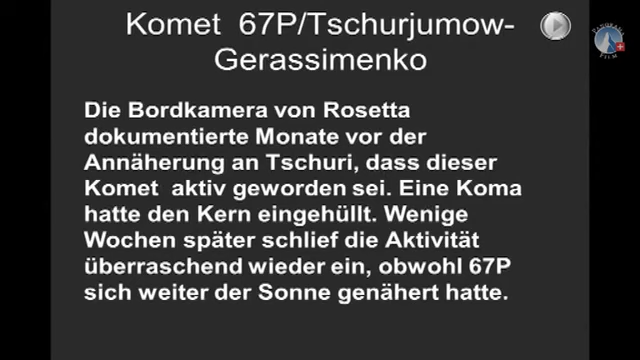 Komet 67P/Tschurjumow-
Gerassimenko
Die Bordkamera von Rosetta
dokumentierte Monate vor der
Annäherung an Tschuri, dass dieser
Komet aktiv geworden sei. Eine Koma
hatte den Kern eingehüllt. Wenige
Wochen später schlief die Aktivität
überraschend wieder ein, obwohl 67P
sich weiter der Sonne genähert hatte.
PANORAMA
FILM